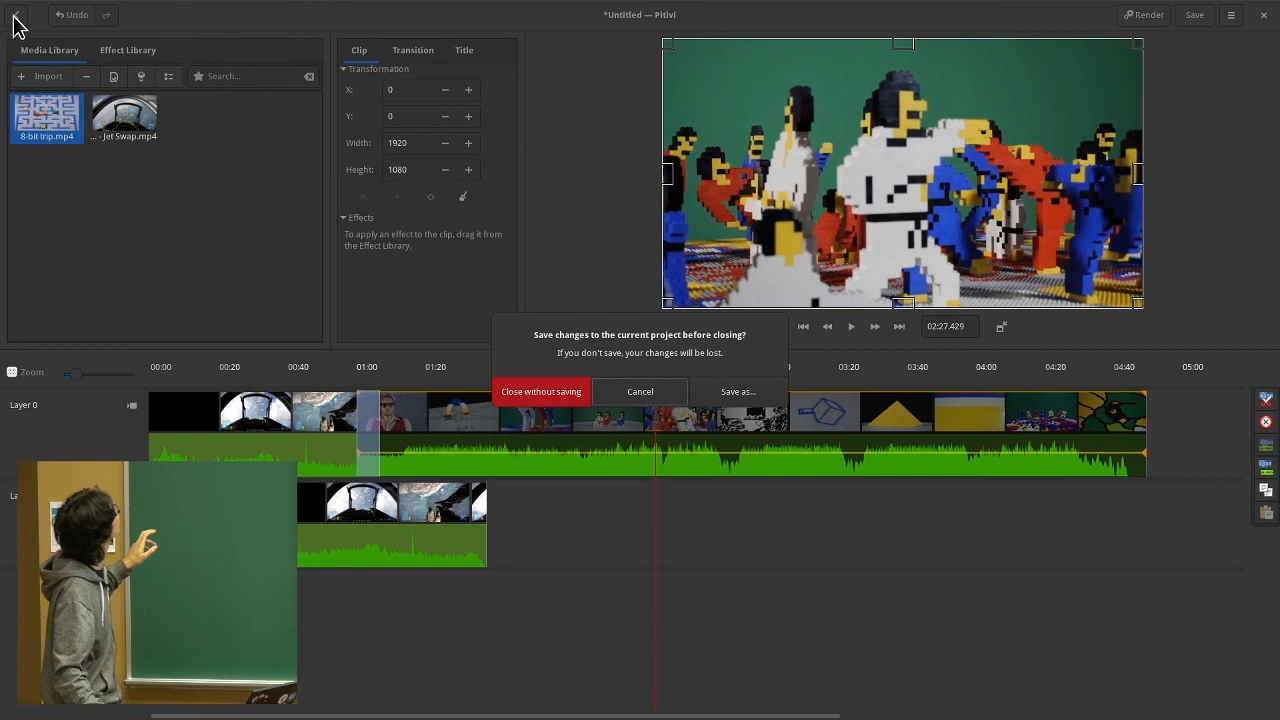 Undo
*Untitled — Pitivi
Render
Save
Media Library
Effect Library
Import
Search...
8-bit trip.mp4
... - Jet Swap.mp4
Clip
Transition
Title
Transformation
X:
0
Y:
0
Width:
1920
Height:
1080
Effects
To apply an effect to the clip, drag it from
the Effect Library.
02:27.429
Save changes to the current project before closing?
If you don't save, your changes will be lost.
Close without saving
Cancel
Save as...
Zoom
00:00
00:20
00:40
01:00
01:20
03:20
03:40
04:00
04:20
04:40
05:00
Layer 0